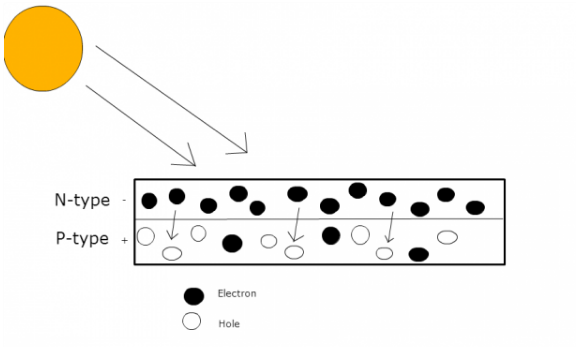 N-type -
P-type +
Electron
Hole